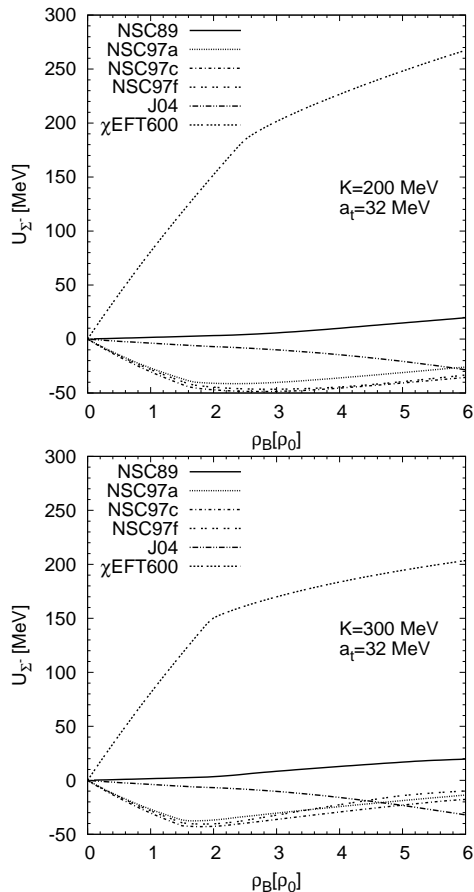 300
250
200
150
100
50
0
-50
U_Σ⁻ [MeV]
NSC89
NSC97a
NSC97c
NSC97f
J04
χEFT600
K=200 MeV
a_t=32 MeV
0 1 2 3 4 5 6
ρ_B[ρ_0]
300
250
200
150
100
50
0
-50
U_Σ⁻ [MeV]
NSC89
NSC97a
NSC97c
NSC97f
J04
χEFT600
K=300 MeV
a_t=32 MeV
0 1 2 3 4 5 6
ρ_B[ρ_0]